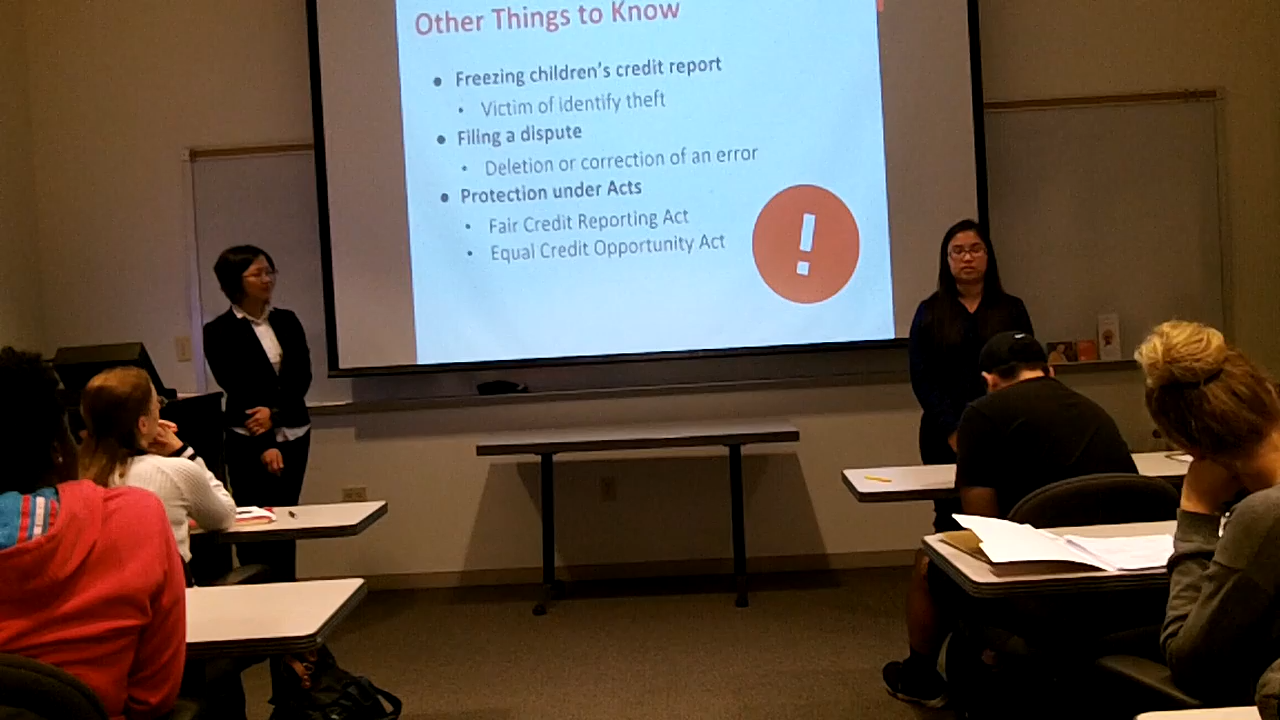 Other Things to Know
• Freezing children's credit report
• Victim of identify theft
• Filing a dispute
• Deletion or correction of an error
• Protection under Acts
• Fair Credit Reporting Act
• Equal Credit Opportunity Act
!